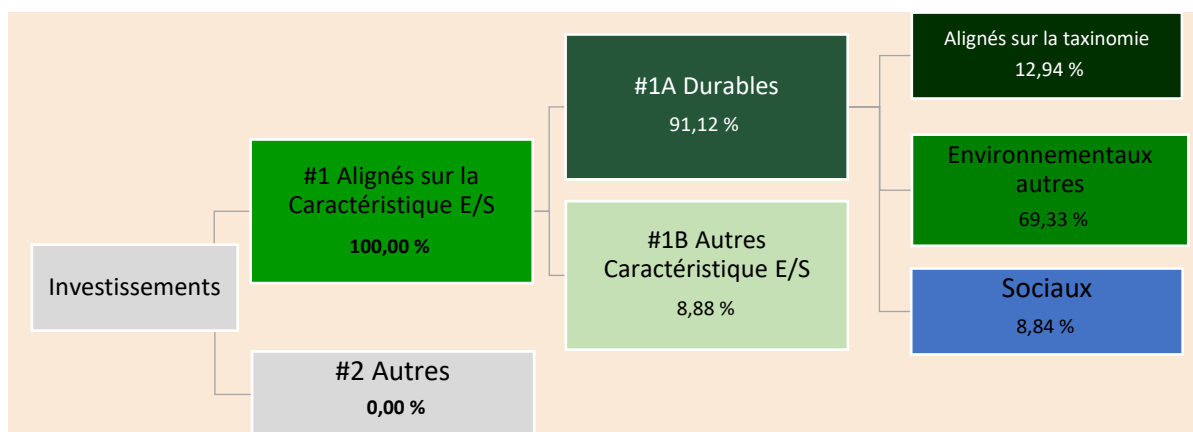 Investissements
#1 Alignés sur la
Caractéristique E/S
100,00 %
#2 Autres
0,00 %
#1A Durables
91,12 %
#1B Autres
Caractéristique E/S
8,88 %
Alignés sur la taxinomie
12,94 %
Environnementaux
autres
69,33 %
Sociaux
8,84 %